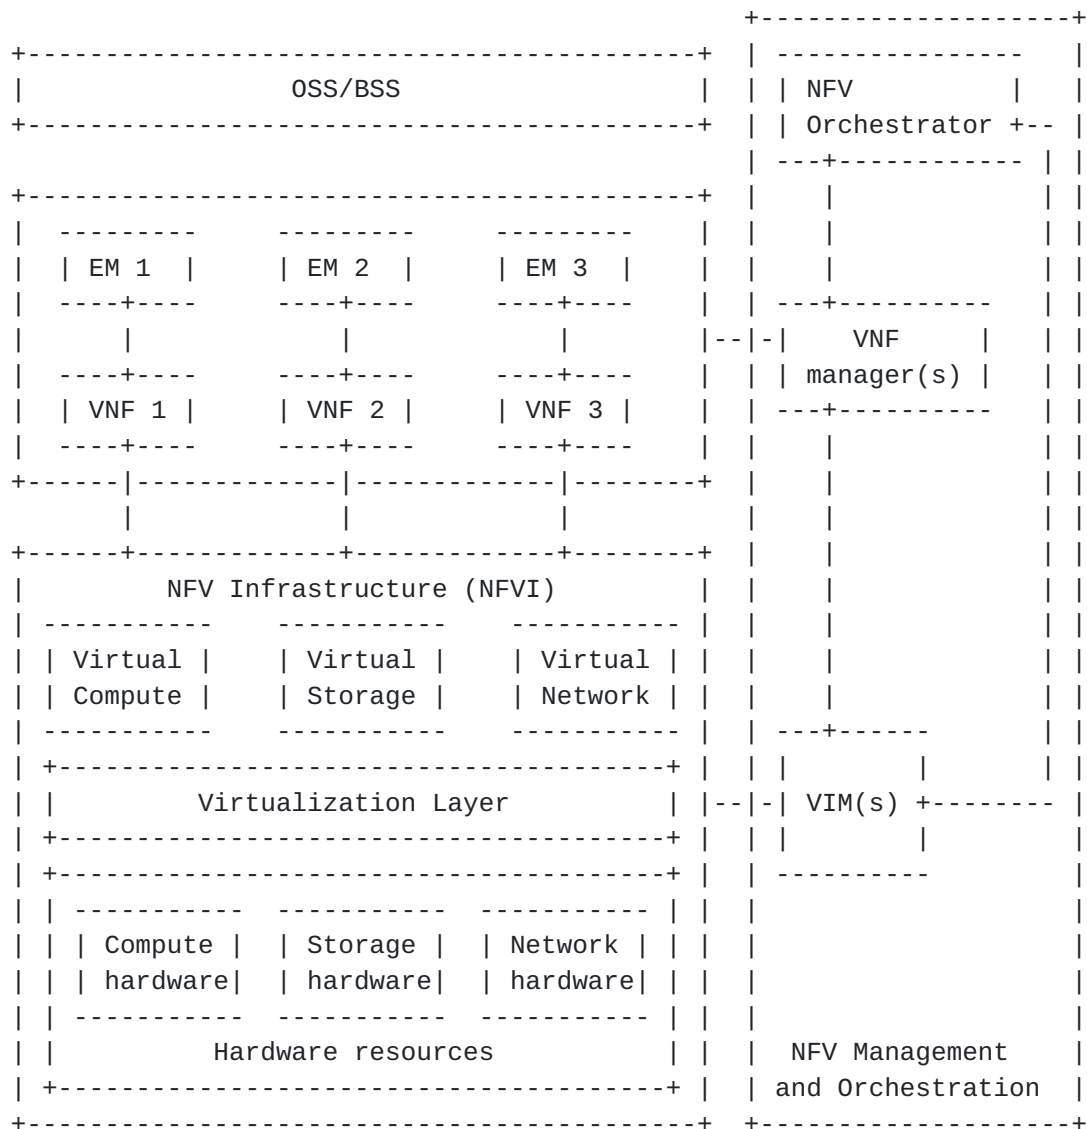 OSS/BSS
NFV
Orchestrator
EM 1 EM 2 EM 3
VNF
manager(s)
VNF 1 VNF 2 VNF 3
NFV Infrastructure (NFVI)
Virtual Virtual Virtual
Compute Storage Network
Virtualization Layer
VIM(s)
Compute Storage Network
hardware hardware hardware
Hardware resources
NFV Management
and Orchestration